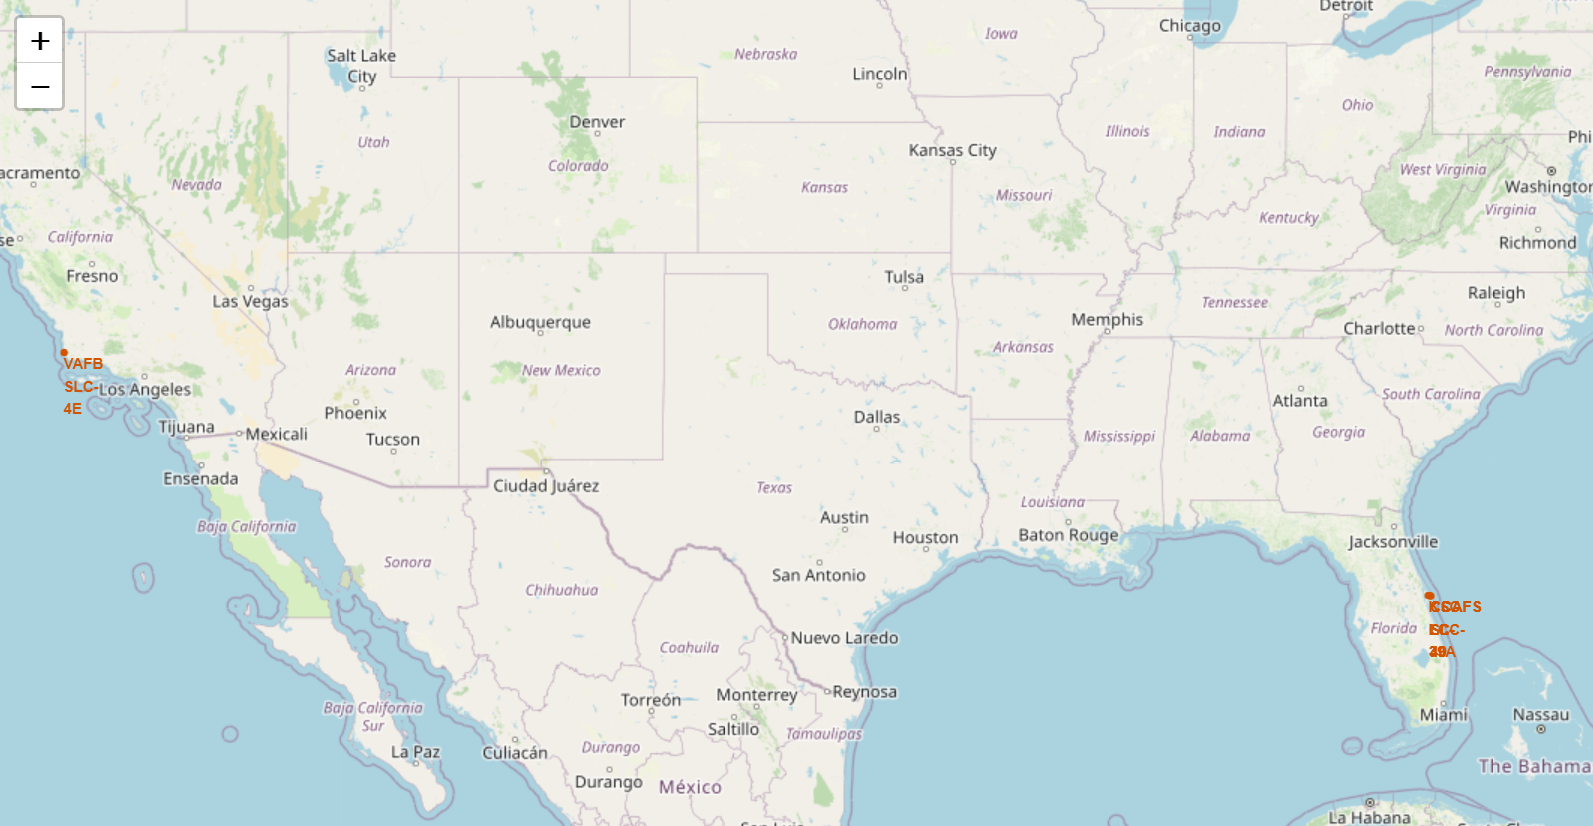 +
−
Detroit
Chicago
Iowa
Nebraska
Salt Lake
City
Lincoln
Pennsylvania
Ohio
Denver
Illinois
Indiana
Phi
Utah
Kansas City
Colorado
acramento
West Virginia
Nevada
Kansas
Missouri
Washington
Virginia
Kentucky
California
se
Richmond
Fresno
Tulsa
Las Vegas
Raleigh
Tennessee
Albuquerque
Oklahoma
Memphis
Charlotte
North Carolina
Arkansas
VAFB
SLC-
4E
Los Angeles
Arizona
New Mexico
South Carolina
Atlanta
Phoenix
Dallas
Tijuana
Mexicali
Tucson
Mississippi
Alabama
Georgia
Ensenada
Ciudad Juárez
Texas
Louisiana
Baja California
Austin
Houston
Baton Rouge
Jacksonville
Sonora
San Antonio
Chihuahua
Florida
Nuevo Laredo
Coahuila
Torreón
Monterrey
Reynosa
Baja California
Sur
Saltillo
Tamaulipas
Miami
Nassau
La Paz
Culiacán
Durango
Durango
México
The Bahama
La Habana